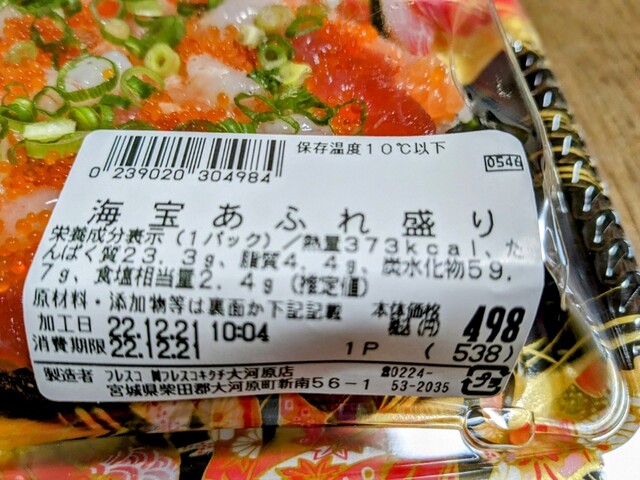 保存温度10℃以下
0546
0 239020 304984
海宝あふれ盛り
栄養成分表示(1パック)/熱量373kcal、た
んぱく質23.3g、脂質4.4g、炭水化物59.
7g、食塩相当量2.4g(推定値)
原材料・添加物等は裏面か下記記載
本体価格
税込(円)
498
加工日 22.12.21 10:04
消費期限 22.12.21
1P (538)
製造者 フレスコ ㈲フレスコキクチ大河原店 ☎0224-
宮城県柴田郡大河原町新南56-1 53-2035
プラ